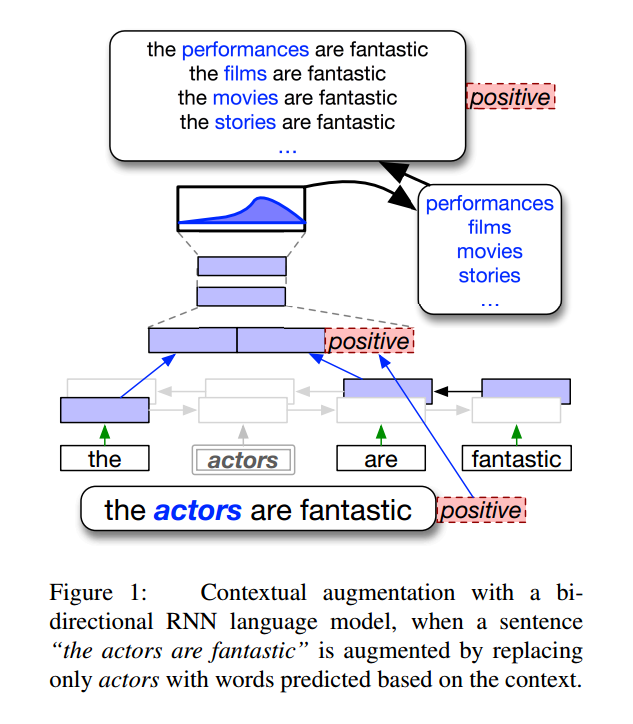 the performances are fantastic
the films are fantastic
the movies are fantastic
the stories are fantastic
...
positive
performances
films
movies
stories
...
positive
the
actors
are
fantastic
the actors are fantastic
positive
Figure 1: Contextual augmentation with a bi-
directional RNN language model, when a sentence
“the actors are fantastic” is augmented by replacing
only actors with words predicted based on the context.